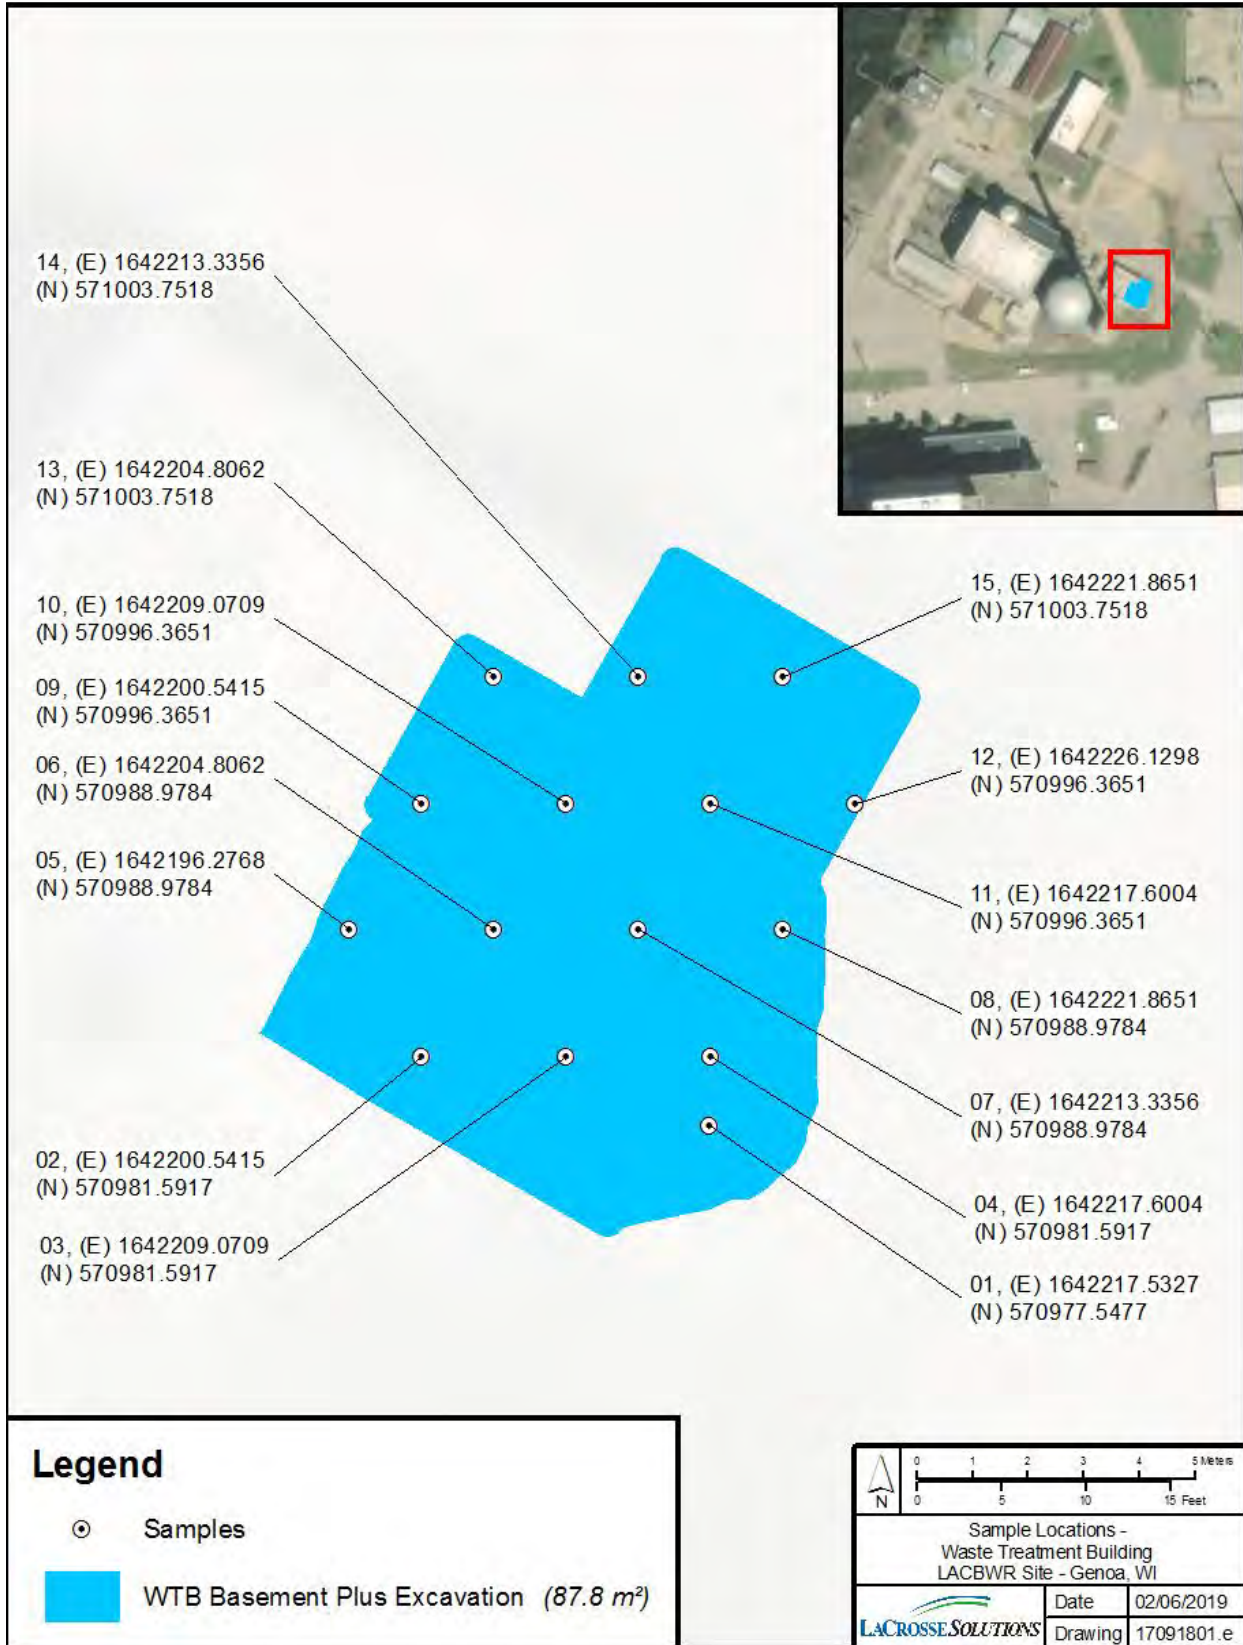 14, (E) 1642213.3356
(N) 571003.7518
13, (E) 1642204.8062
(N) 571003.7518
10, (E) 1642209.0709
(N) 570996.3651
09, (E) 1642200.5415
(N) 570996.3651
06, (E) 1642204.8062
(N) 570988.9784
05, (E) 1642196.2768
(N) 570988.9784
02, (E) 1642200.5415
(N) 570981.5917
03, (E) 1642209.0709
(N) 570981.5917
15, (E) 1642221.8651
(N) 571003.7518
12, (E) 1642226.1298
(N) 570996.3651
11, (E) 1642217.6004
(N) 570996.3651
08, (E) 1642221.8651
(N) 570988.9784
07, (E) 1642213.3356
(N) 570988.9784
04, (E) 1642217.6004
(N) 570981.5917
01, (E) 1642217.5327
(N) 570977.5477
Legend
Samples
WTB Basement Plus Excavation (87.8 m²)
N
0 1 2 3 4 5 Meters
0 5 10 15 Feet
Sample Locations -
Waste Treatment Building
LACBWR Site - Genoa, WI
LACROSSESOLUTIONS
Date 02/06/2019
Drawing 17091801.e